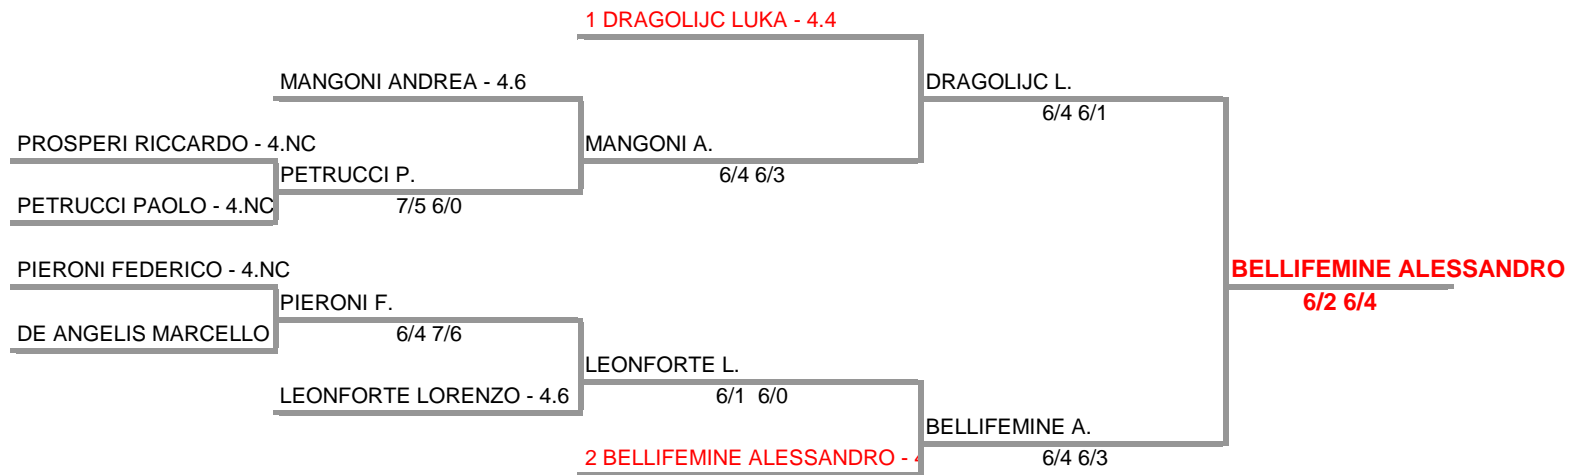 1 DRAGOLIJC LUKA - 4.4
MANGONI ANDREA - 4.6
DRAGOLIJC L.
6/4 6/1
PROSPERI RICCARDO - 4.NC
MANGONI A.
6/4 6/3
PETRUCCI P.
7/5 6/0
PETRUCCI PAOLO - 4.NC
PIERONI FEDERICO - 4.NC
BELLIFEMINE ALESSANDRO
6/2 6/4
PIERONI F.
6/4 7/6
DE ANGELIS MARCELLO
LEONFORTE L.
6/1 6/0
LEONFORTE LORENZO - 4.6
BELLIFEMINE A.
6/4 6/3
2 BELLIFEMINE ALESSANDRO -